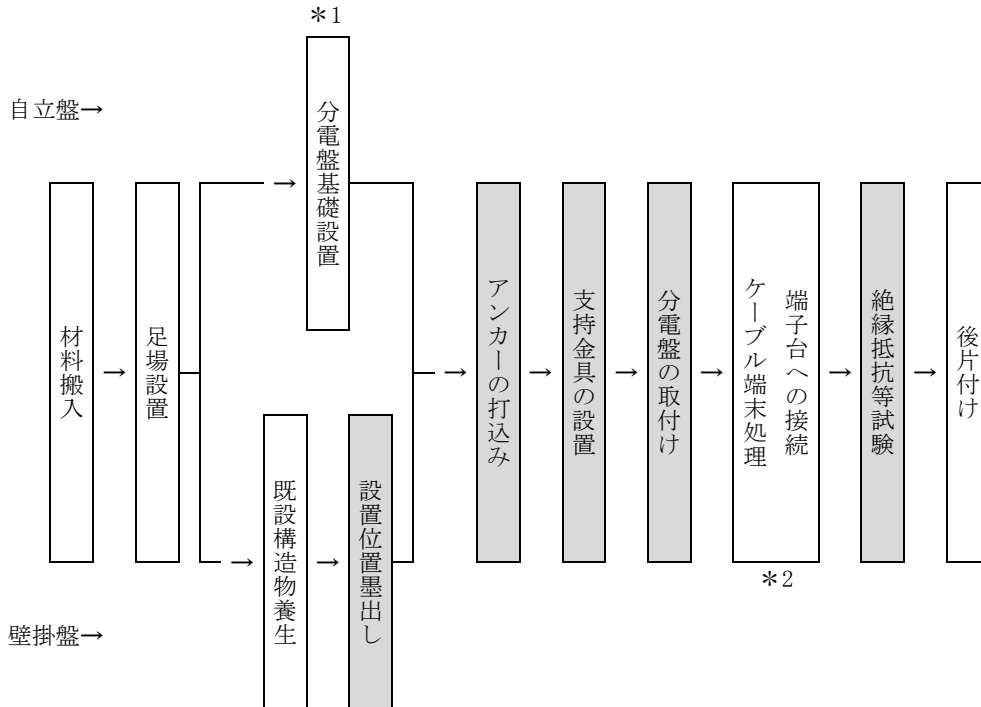 ＊1
自立盤→
分電盤基礎設置
材料搬入
→
足場設置
→
→
既設構造物養生
→
設置位置墨出し
→
アンカーの打込み
→
支持金具の設置
→
分電盤の取付け
→
端子台への接続
ケーブル端末処理
→
絶縁抵抗等試験
→
後片付け
＊2
壁掛盤→